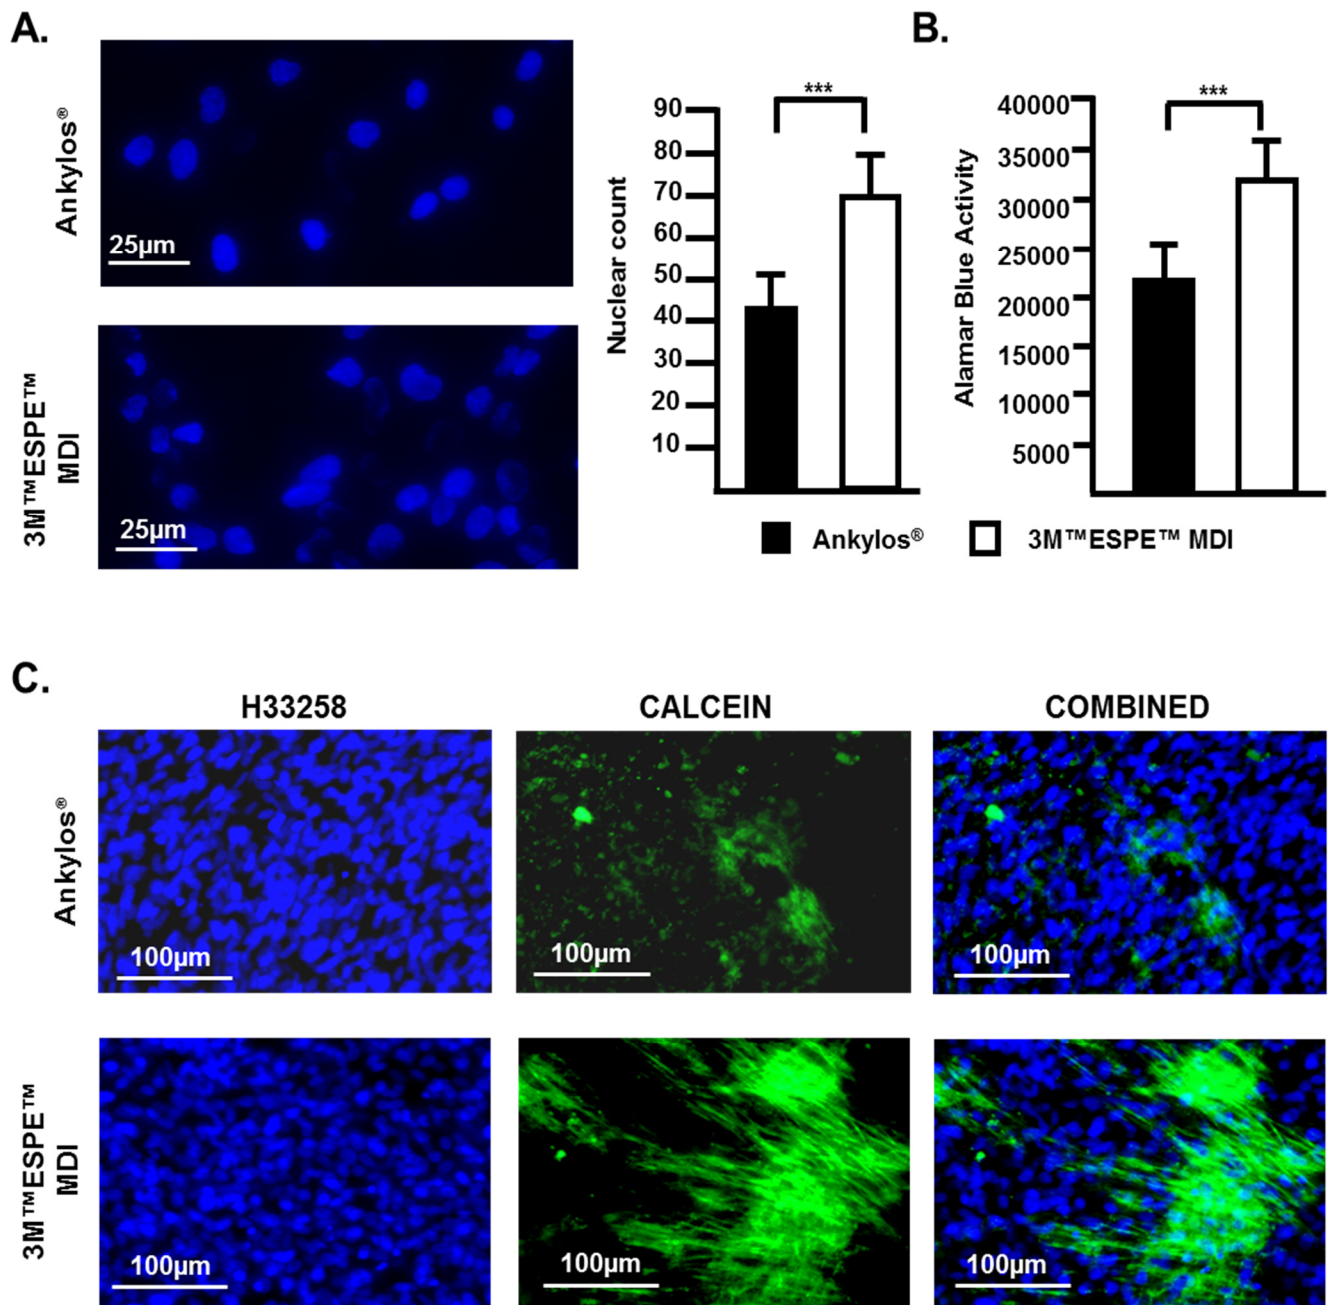 A.
Ankylos®
25µm
3M™ESPE™
MDI
25µm
Nuclear count
90
80
70
60
50
40
30
20
10
***
B.
Alamar Blue Activity
40000
35000
30000
25000
20000
15000
10000
5000
***
Ankylos®
3M™ESPE™ MDI
C.
H33258
CALCEIN
COMBINED
Ankylos®
100µm
100µm
100µm
3M™ESPE™
MDI
100µm
100µm
100µm